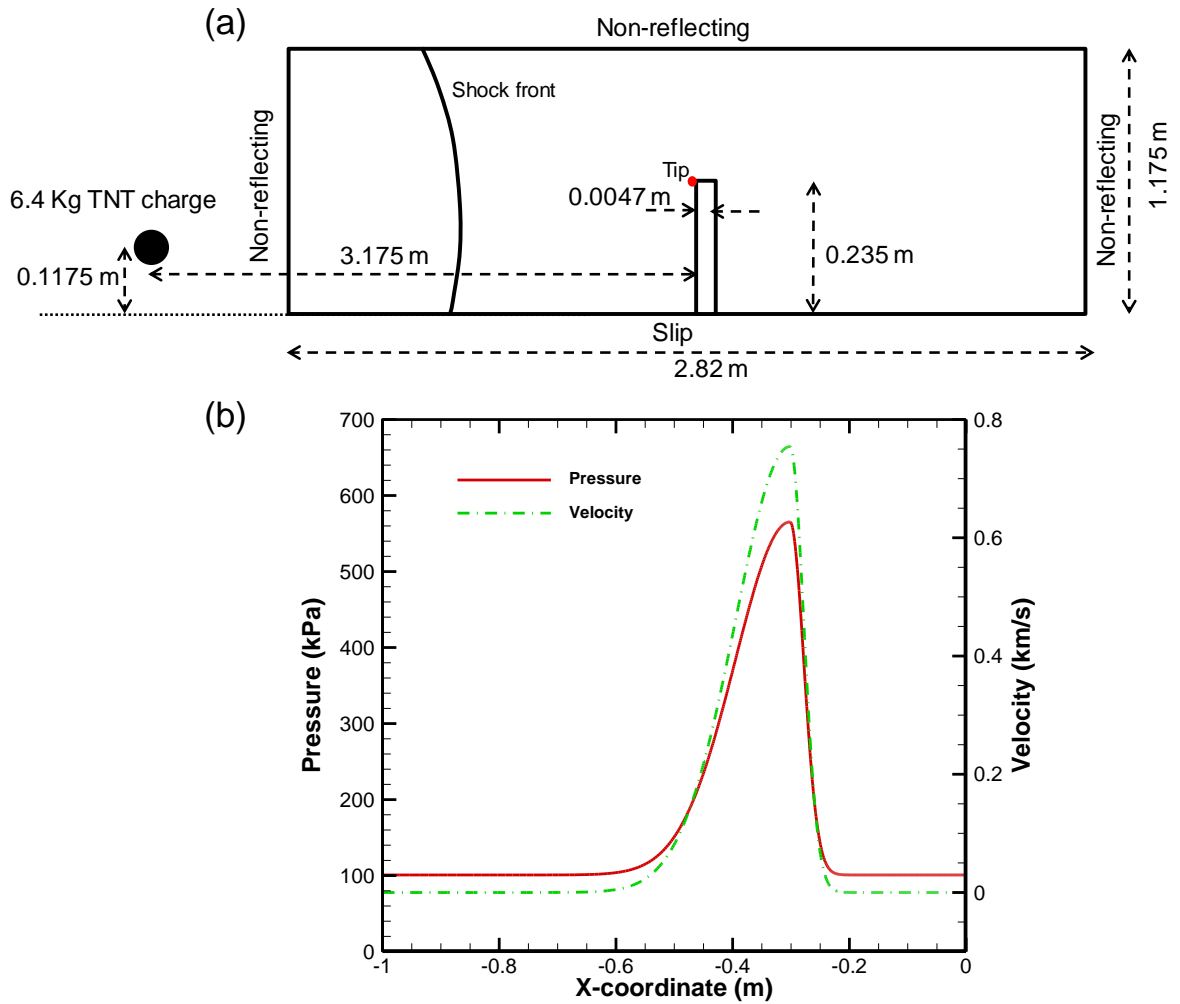 (a)
Non-reflecting
Shock front
Non-reflecting
Tip
6.4 Kg TNT charge
0.0047 m
Non-reflecting
1.175 m
0.1175 m
3.175 m
0.235 m
Slip
2.82 m
(b)
700
600
500
400
300
200
100
0
Pressure (kPa)
Pressure
Velocity
0.8
0.6
0.4
0.2
0
Velocity (km/s)
-1
-0.8
-0.6
-0.4
-0.2
0
X-coordinate (m)